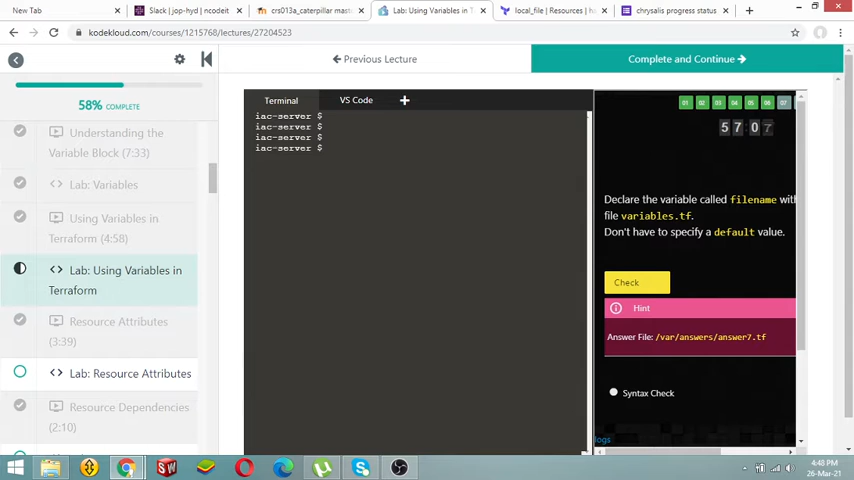 New Tab
Slack | jop-hyd | ncodeit
crs013a_caterpillar mast
Lab: Using Variables in T
local_file | Resources | h
chrysalis progress status
kodekloud.com/courses/1215768/lectures/27204523
Previous Lecture
Complete and Continue
58% COMPLETE
Understanding the
Variable Block (7:33)
Lab: Variables
Using Variables in
Terraform (4:58)
Lab: Using Variables in
Terraform
Resource Attributes
(3:39)
Lab: Resource Attributes
Resource Dependencies
(2:10)
Terminal
VS Code
iac-server $
iac-server $
iac-server $
iac-server $
01 02 03 04 05 06 07
57:07
Declare the variable called filename with
file variables.tf.
Don't have to specify a default value.
Check
Hint
Answer File: /var/answers/answer7.tf
Syntax Check
logs
4:48 PM
26-Mar-21